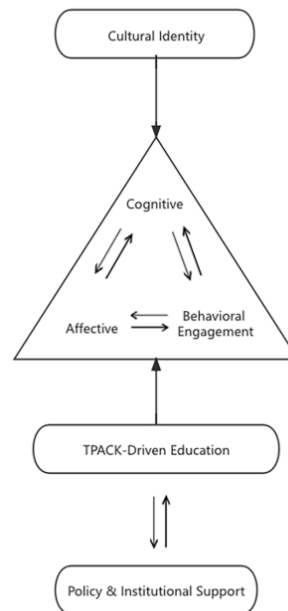 Cultural Identity
Cognitive
Affective
Behavioral
Engagement
TPACK-Driven Education
Policy & Institutional Support